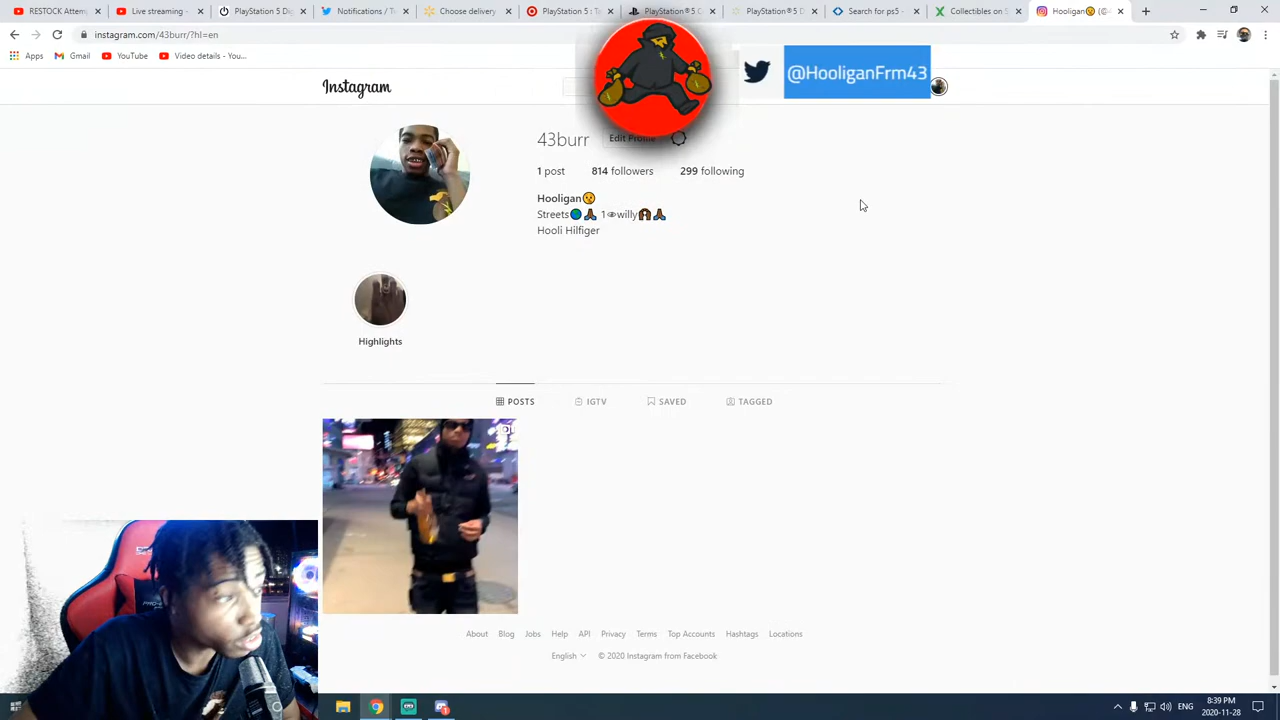 RESTOCK Attem
PlayStation 5 Dig
Notifications / T
Choose delivery
PlayStation 5 : Ta
PlayStation®5 C
PlayStation®5 D
Search for ps5
Collectibles on S
Hooligan (@
instagram.com/43burr/?hl=en
Apps Gmail YouTube Video details - You...
@HooliganFrm43
Instagram
43burr Edit Profile
1 post 814 followers 299 following
Hooligan
Streets 1 willy
Hooli Hilfiger
Highlights
POSTS IGTV SAVED TAGGED
About Blog Jobs Help API Privacy Terms Top Accounts Hashtags Locations
English © 2020 Instagram from Facebook
ENG
8:39 PM
2020-11-28